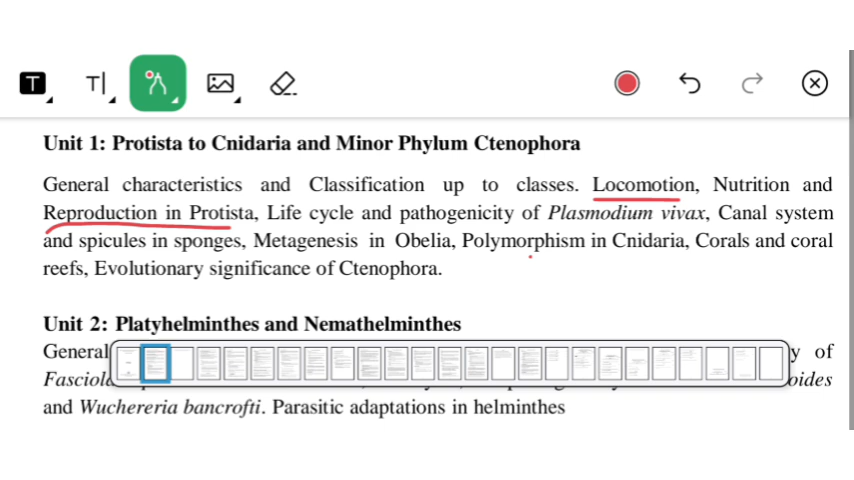 T T
Unit 1: Protista to Cnidaria and Minor Phylum Ctenophora
General characteristics and Classification up to classes. Locomotion, Nutrition and
Reproduction in Protista, Life cycle and pathogenicity of Plasmodium vivax, Canal system
and spicules in sponges, Metagenesis in Obelia, Polymorphism in Cnidaria, Corals and coral
reefs, Evolutionary significance of Ctenophora.
Unit 2: Platyhelminthes and Nemathelminthes
General y of
and Wuchereria bancrofti. Parasitic adaptations in helminthes